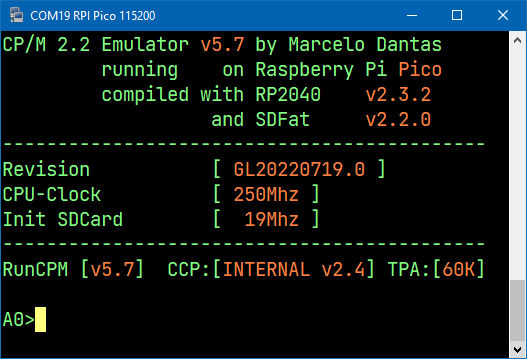 COM19 RPI Pico 115200
CP/M 2.2 Emulator v5.7 by Marcelo Dantas
running on Raspberry Pi Pico
compiled with RP2040 v2.3.2
and SDFat v2.2.0
-------------------------------------------
Revision [ GL20220719.0 ]
CPU-Clock [ 250Mhz ]
Init SDCard [ 19Mhz ]
-------------------------------------------
RunCPM [v5.7] CCP:[INTERNAL v2.4] TPA:[60K]
A0>